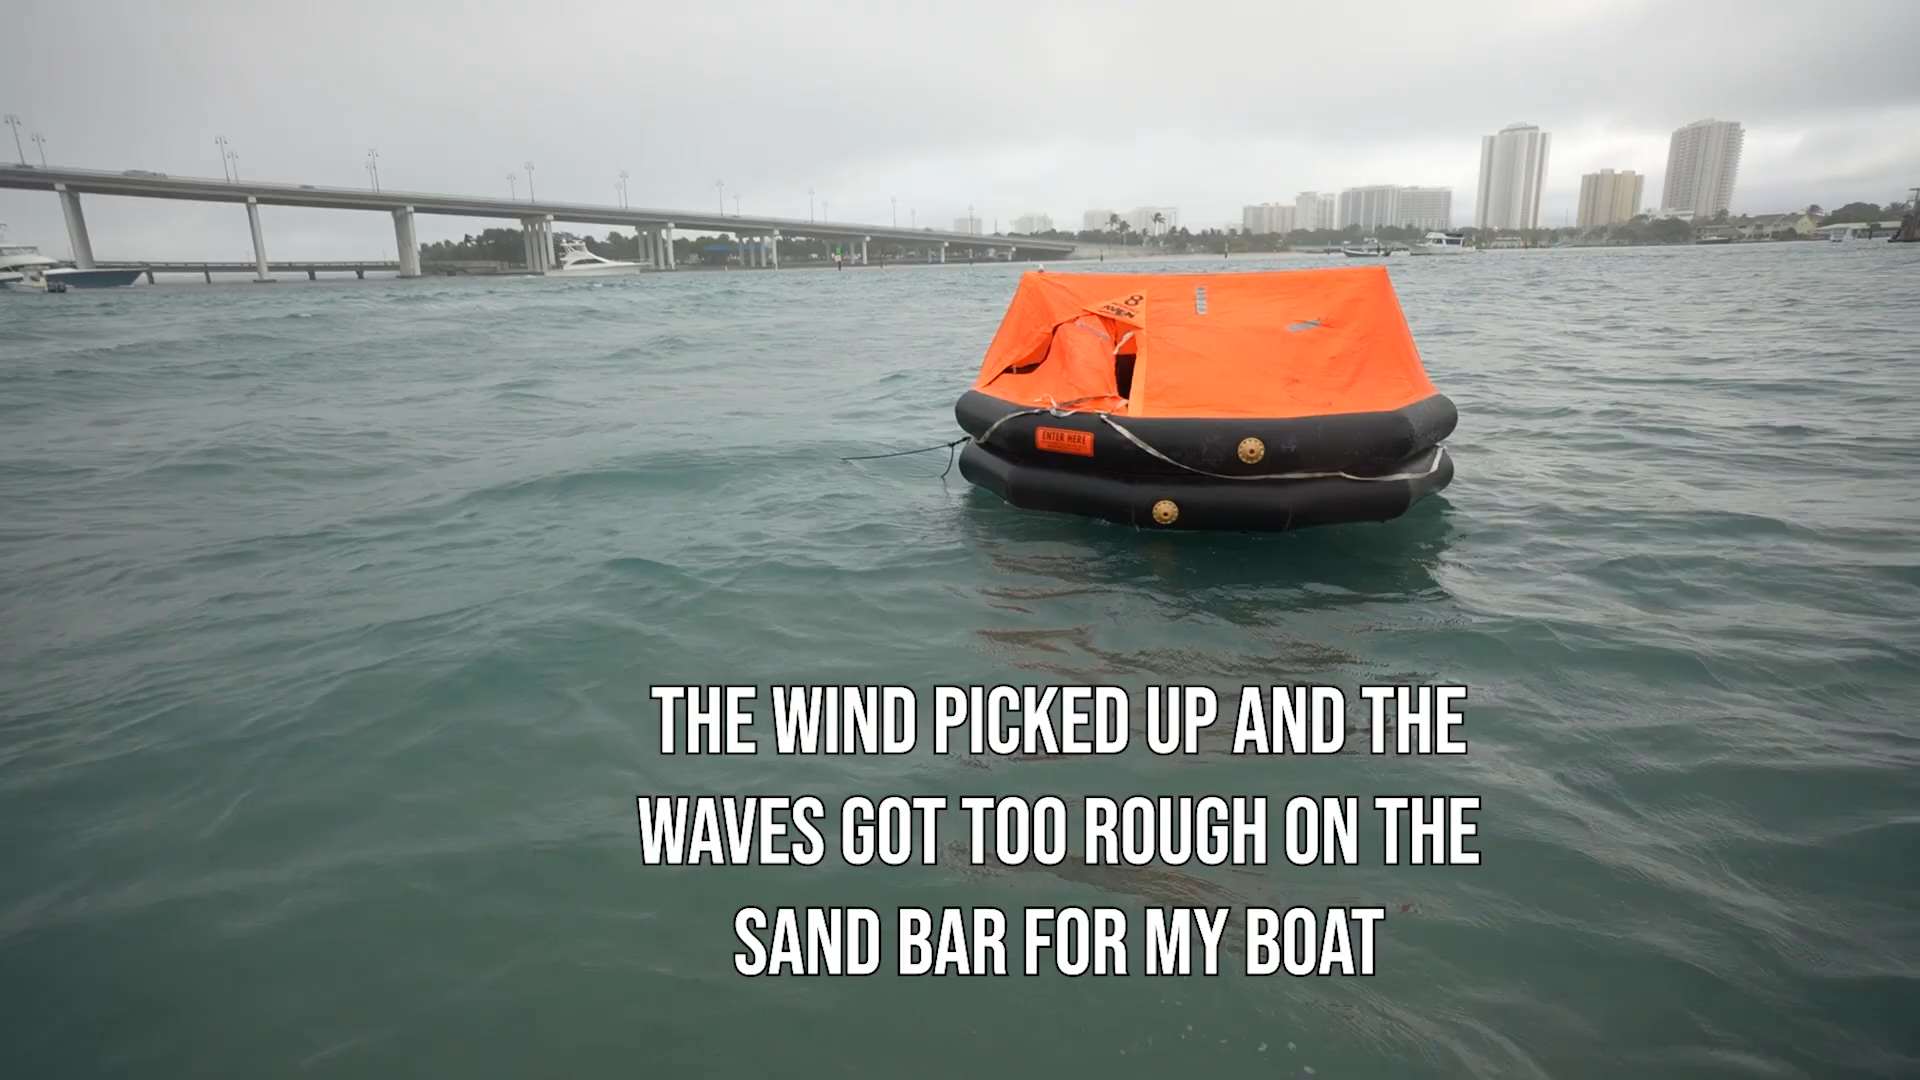 8
AVON
ENTER HERE
THE WIND PICKED UP AND THE
WAVES GOT TOO ROUGH ON THE
SAND BAR FOR MY BOAT